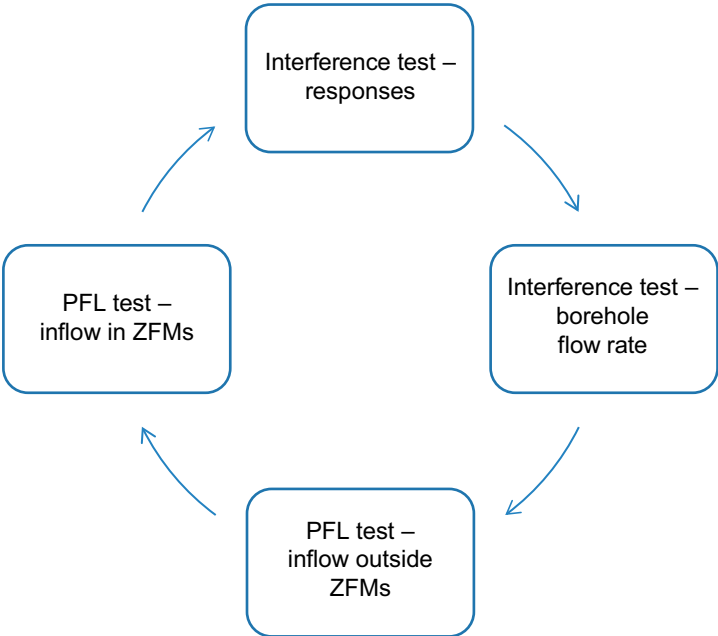 Interference test –
responses
Interference test –
borehole
flow rate
PFL test –
inflow outside
ZFMs
PFL test –
inflow in ZFMs